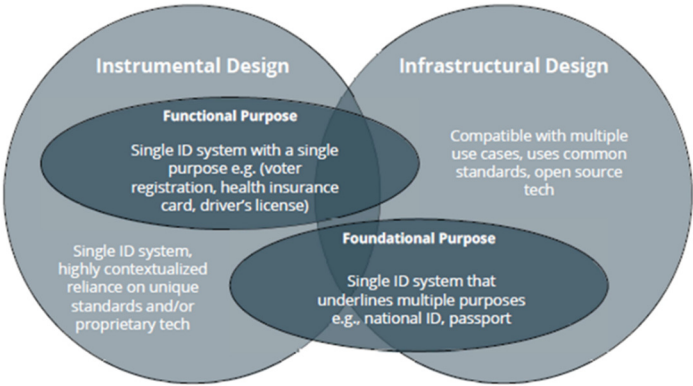 Instrumental Design
Infrastructural Design
Functional Purpose
Single ID system with a single
purpose e.g. (voter
registration, health insurance
card, driver's license)
Compatible with multiple
use cases, uses common
standards, open source
tech
Single ID system,
highly contextualized
reliance on unique
standards and/or
proprietary tech
Foundational Purpose
Single ID system that
underlines multiple purposes
e.g., national ID, passport